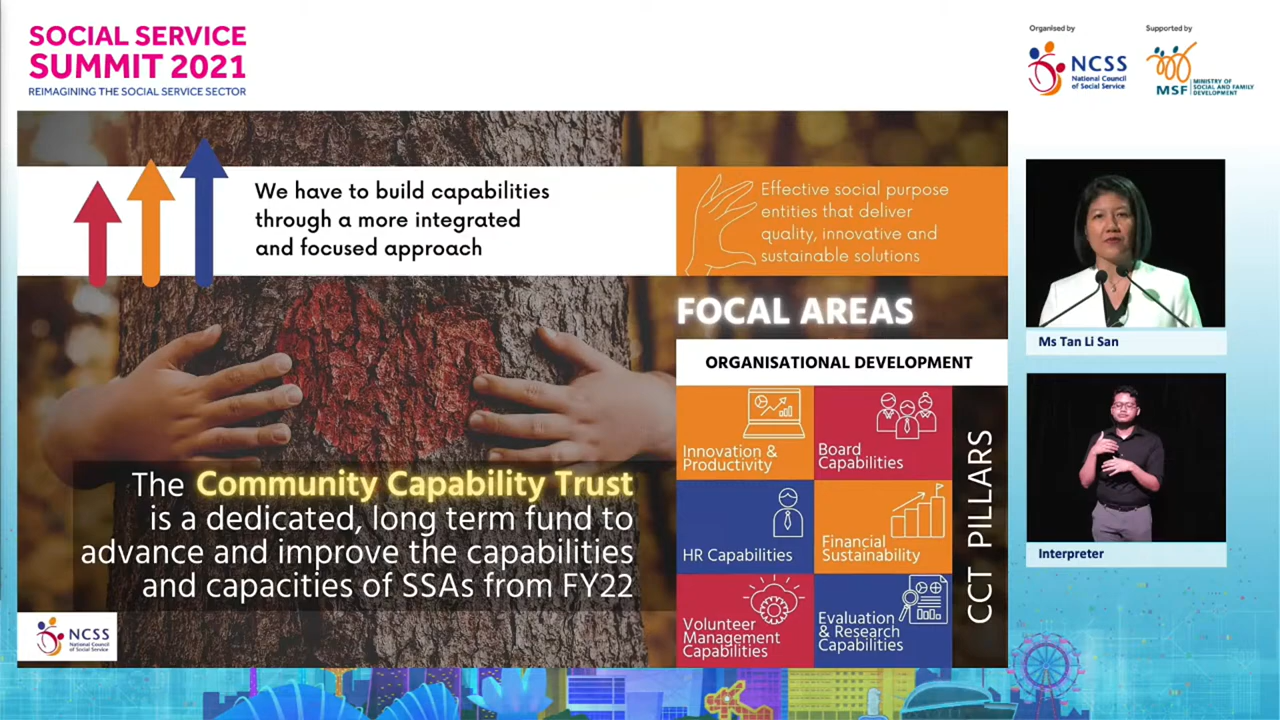 SOCIAL SERVICE
SUMMIT 2021
REIMAGINING THE SOCIAL SERVICE SECTOR
Organised by
NCSS
National Council
of Social Service
Supported by
MSF
MINISTRY OF
SOCIAL AND FAMILY
DEVELOPMENT
We have to build capabilities
through a more integrated
and focused approach
Effective social purpose
entities that deliver
quality, innovative and
sustainable solutions
FOCAL AREAS
ORGANISATIONAL DEVELOPMENT
Innovation &
Productivity
Board
Capabilities
HR Capabilities
Financial
Sustainability
Volunteer
Management
Capabilities
Evaluation
& Research
Capabilities
CCT PILLARS
The Community Capability Trust
is a dedicated, long term fund to
advance and improve the capabilities
and capacities of SSAs from FY22
NCSS
National Council
of Social Service
Ms Tan Li San
Interpreter